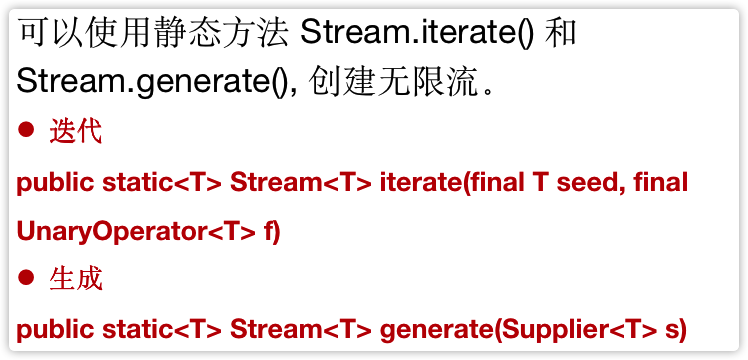 可以使用静态方法 Stream.iterate() 和
Stream.generate(), 创建无限流。
● 迭代
public static<T> Stream<T> iterate(final T seed, final
UnaryOperator<T> f)
● 生成
public static<T> Stream<T> generate(Supplier<T> s)